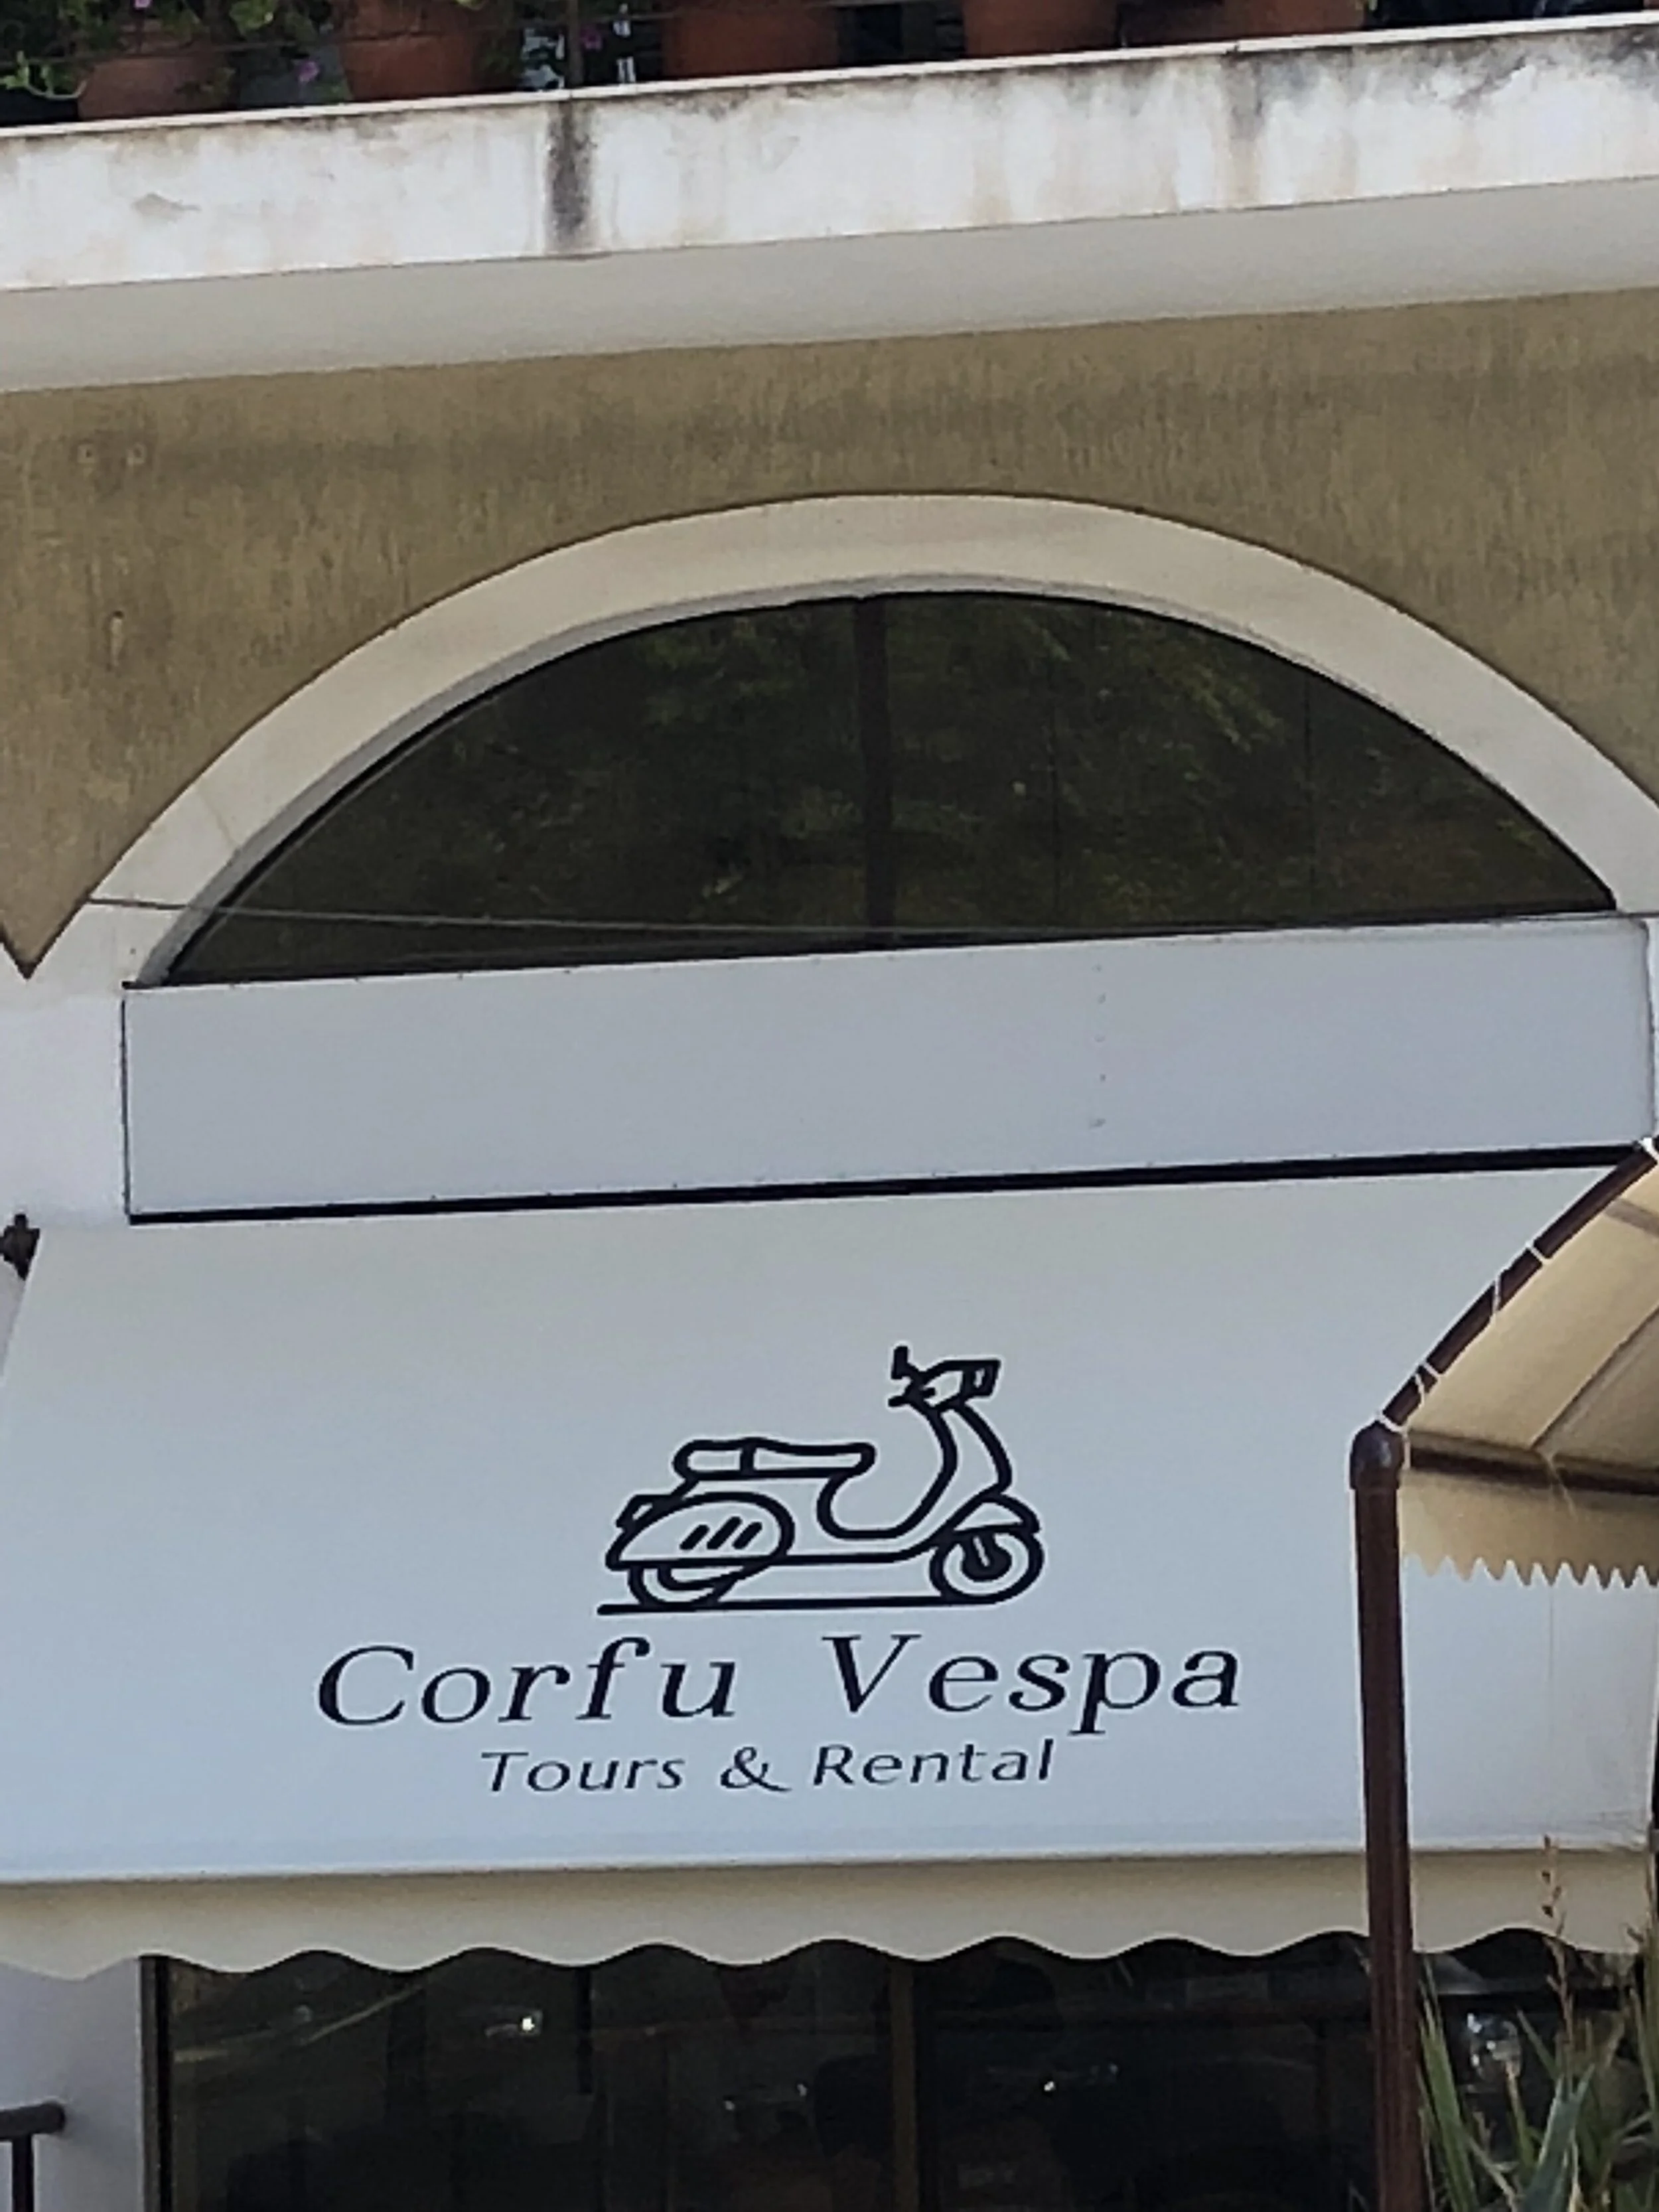 Corfu Vespa
Tours & Rental